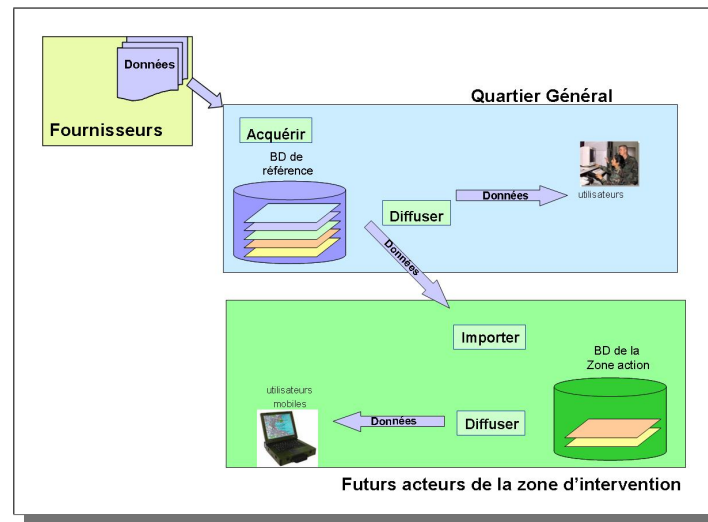 Données
Fournisseurs
Quartier Général
Acquérir
BD de
référence
Diffuser
Données
utilisateurs
Données
Importer
BD de la
Zone action
utilisateurs
mobiles
Données
Diffuser
Futurs acteurs de la zone d'intervention